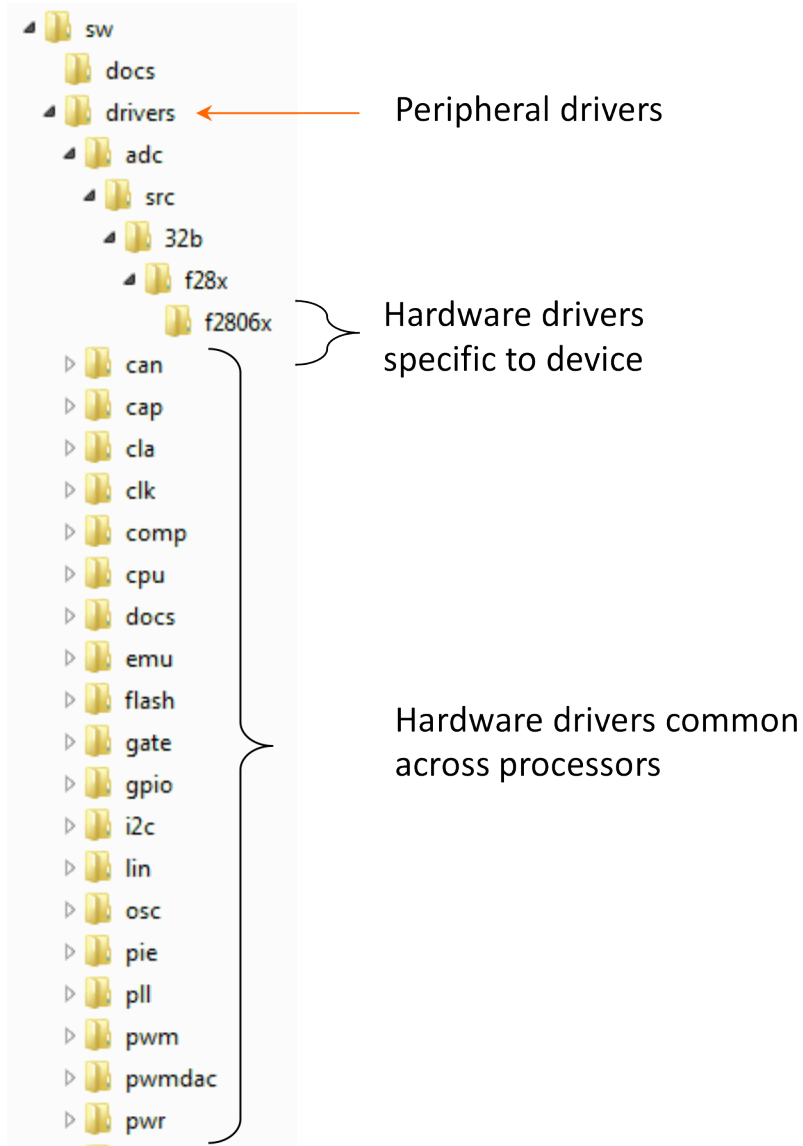 sw
docs
drivers
Peripheral drivers
adc
src
32b
f28x
f2806x
Hardware drivers
specific to device
can
cap
cla
clk
comp
cpu
docs
emu
flash
gate
Hardware drivers common
across processors
gpio
i2c
lin
osc
pie
pll
pwm
pwmdac
pwr